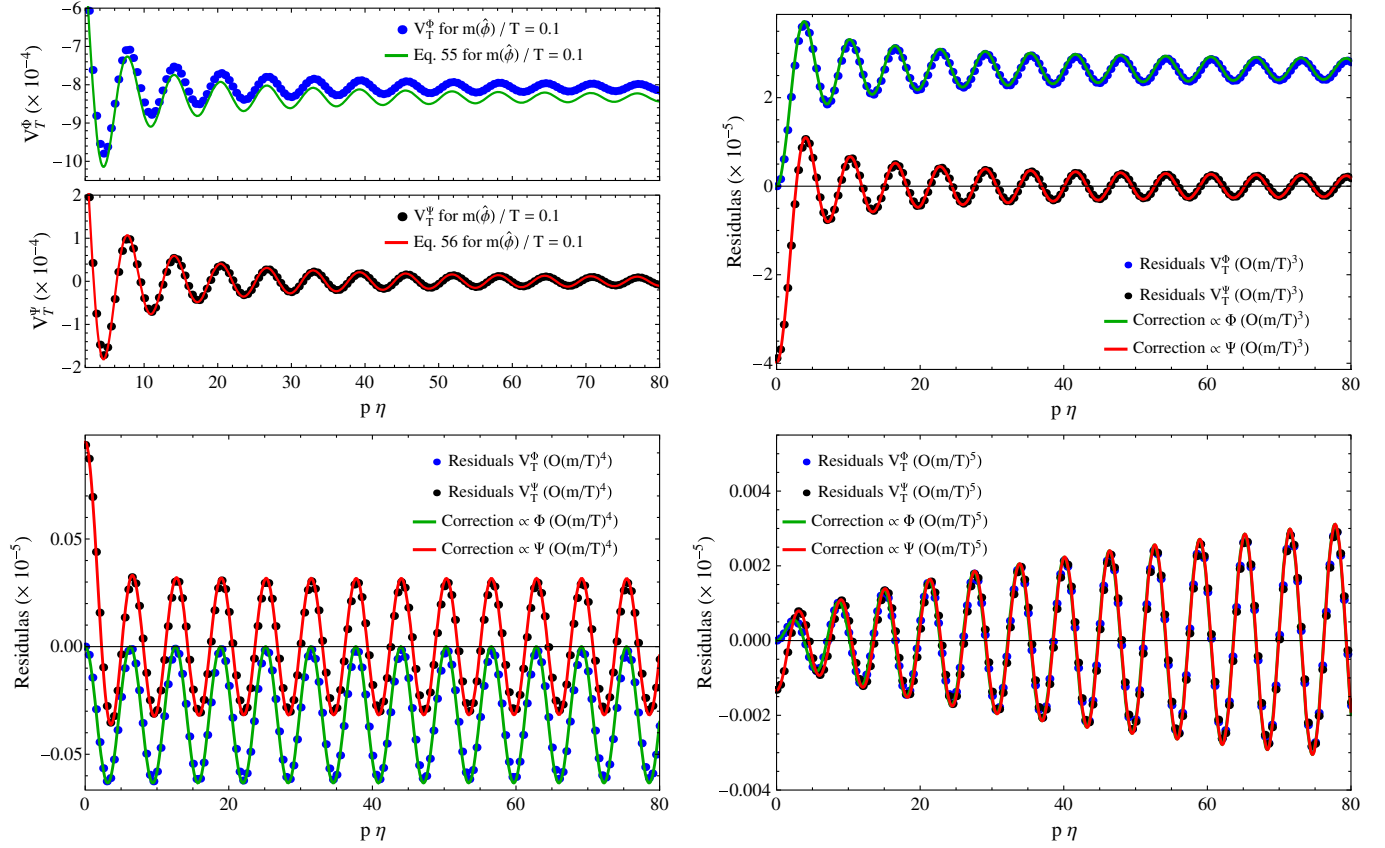 V_T^Φ for m(φ̂) / T = 0.1
Eq. 55 for m(φ̂) / T = 0.1
V_T^Φ (× 10⁻⁴)
-6
-7
-8
-9
-10
V_T^Ψ for m(φ̂) / T = 0.1
Eq. 56 for m(φ̂) / T = 0.1
V_T^Ψ (× 10⁻⁴)
2
1
0
-1
-2
10 20 30 40 50 60 70 80
p η
Residulas (× 10⁻⁵)
2
0
-2
-4
Residuals V_T^Φ (O(m/T)³)
Residuals V_T^Ψ (O(m/T)³)
Correction ∝ Φ (O(m/T)³)
Correction ∝ Ψ (O(m/T)³)
0 20 40 60 80
p η
Residulas (× 10⁻⁵)
0.05
0.00
-0.05
Residuals V_T^Φ (O(m/T)⁴)
Residuals V_T^Ψ (O(m/T)⁴)
Correction ∝ Φ (O(m/T)⁴)
Correction ∝ Ψ (O(m/T)⁴)
0 20 40 60 80
p η
Residulas (× 10⁻⁵)
0.004
0.002
0.000
-0.002
-0.004
Residuals V_T^Φ (O(m/T)⁵)
Residuals V_T^Ψ (O(m/T)⁵)
Correction ∝ Φ (O(m/T)⁵)
Correction ∝ Ψ (O(m/T)⁵)
0 20 40 60 80
p η